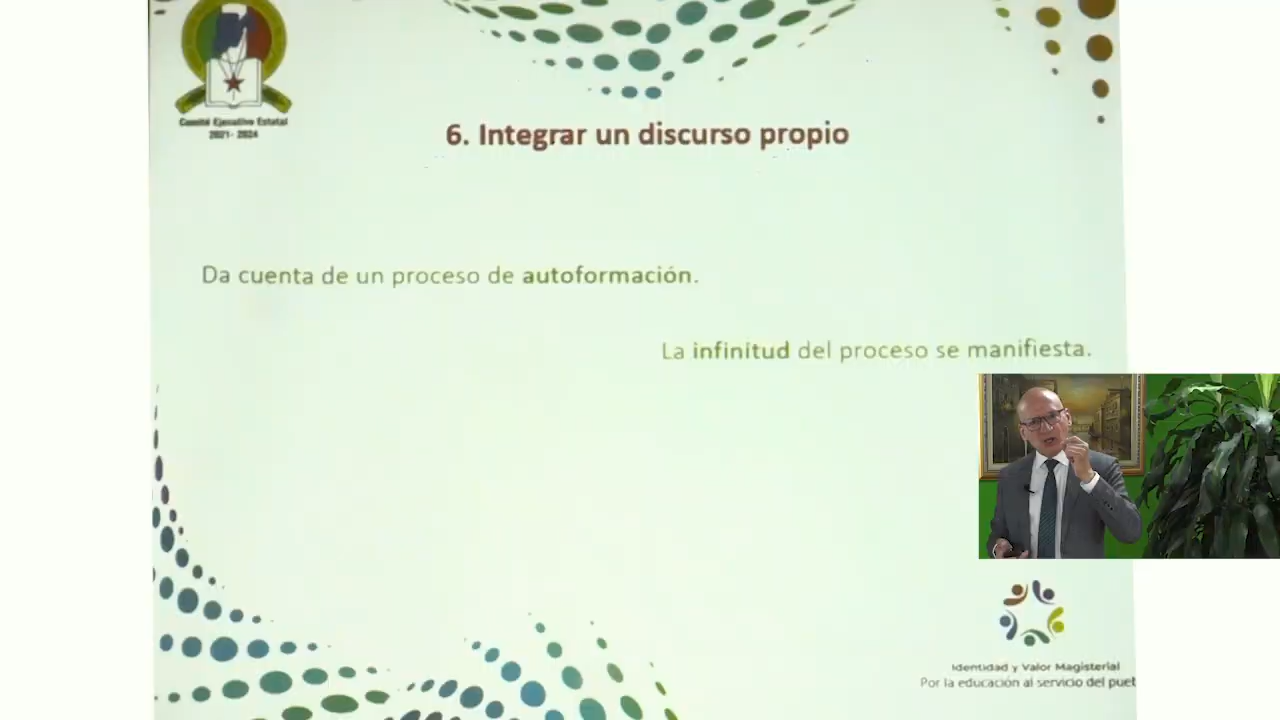 Comité Ejecutivo Estatal
2021- 2024
6. Integrar un discurso propio
Da cuenta de un proceso de autoformación.
La infinitud del proceso se manifiesta.
Identidad y Valor Magisterial
Por la educación al servicio del